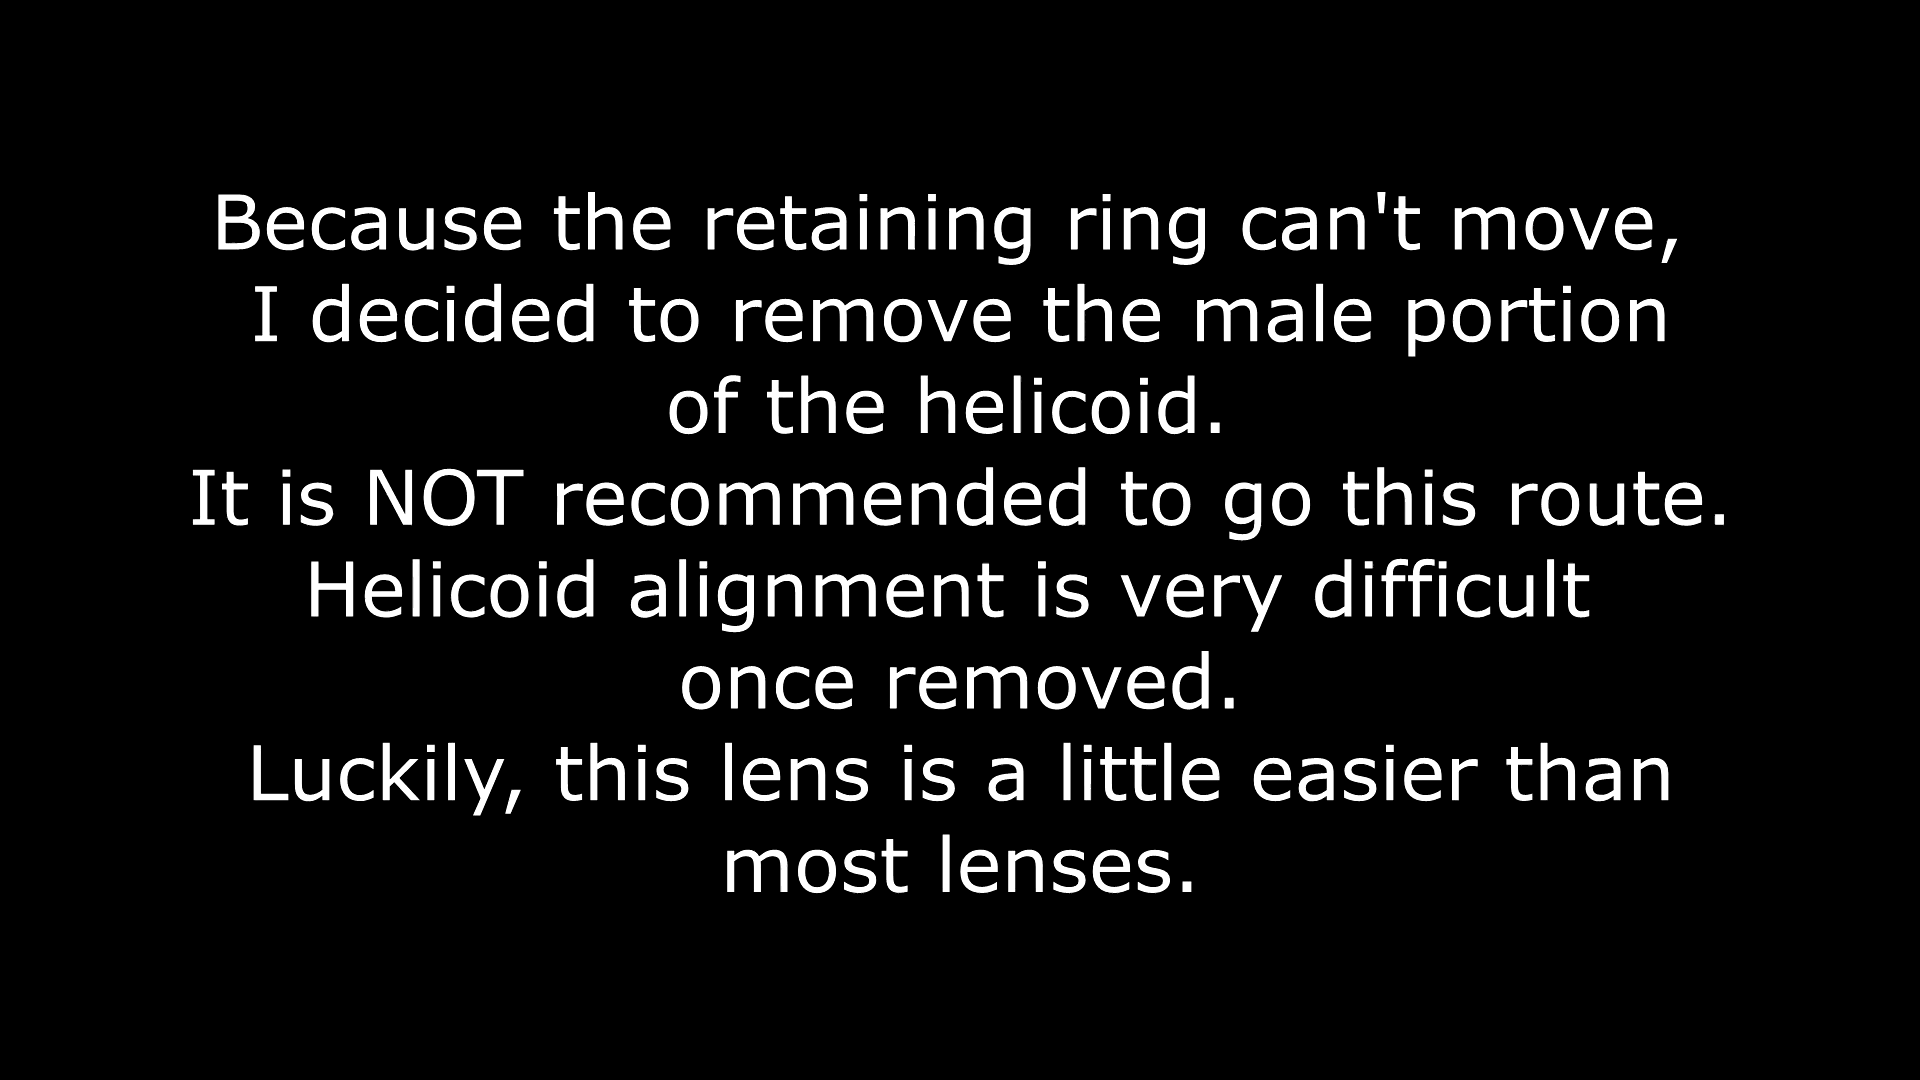 Because the retaining ring can't move,
I decided to remove the male portion
of the helicoid.
It is NOT recommended to go this route.
Helicoid alignment is very difficult
once removed.
Luckily, this lens is a little easier than
most lenses.